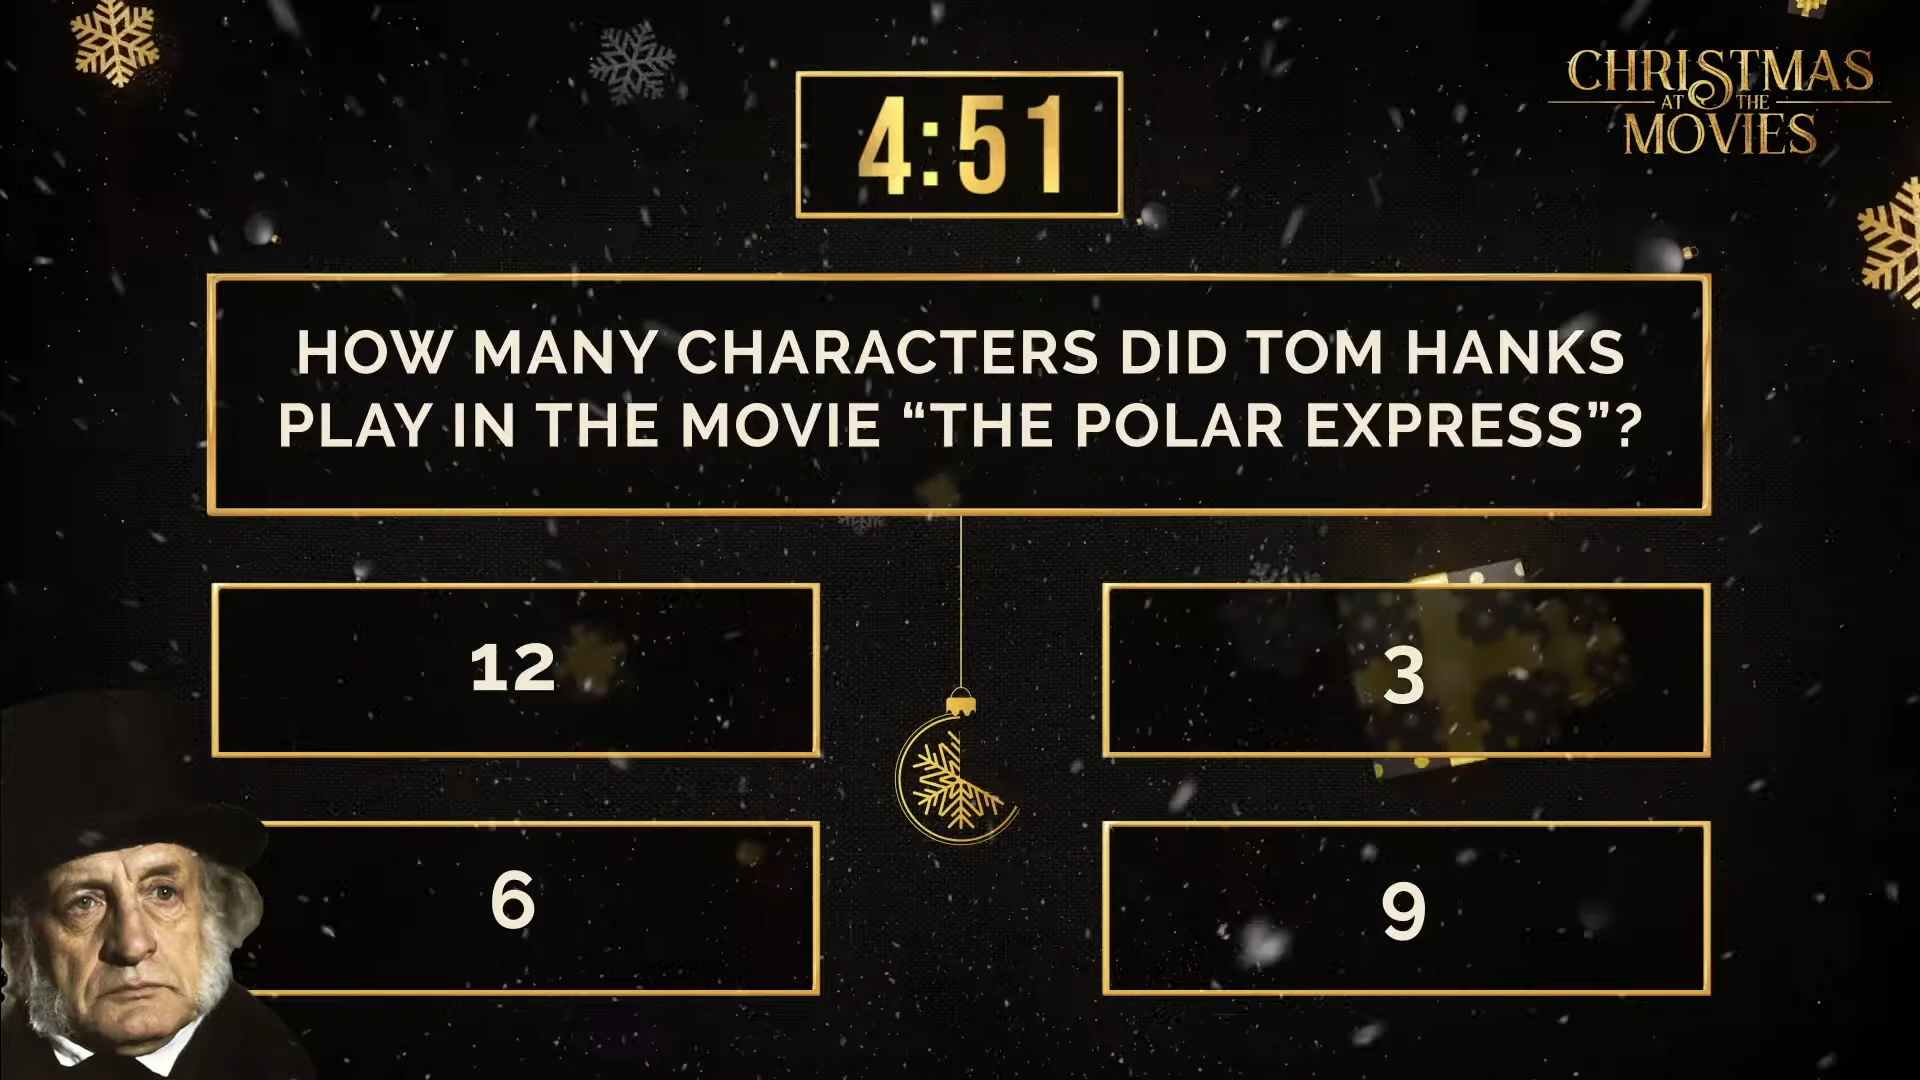 CHRISTMAS
AT THE
MOVIES
4:51
HOW MANY CHARACTERS DID TOM HANKS
PLAY IN THE MOVIE “THE POLAR EXPRESS”?
12
3
6
9